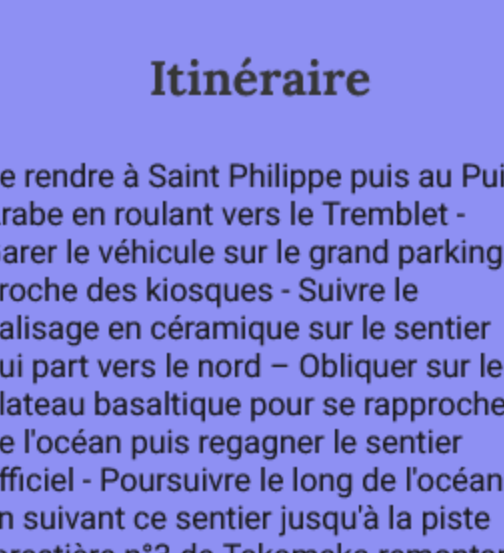 Itinéraire
e rendre à Saint Philippe puis au Pui
rabe en roulant vers le Tremblet -
arer le véhicule sur le grand parking
roche des kiosques - Suivre le
alisage en céramique sur le sentier
ui part vers le nord – Obliquer sur le
lateau basaltique pour se rapproche
e l'océan puis regagner le sentier
fficiel - Poursuivre le long de l'océan
n suivant ce sentier jusqu'à la piste